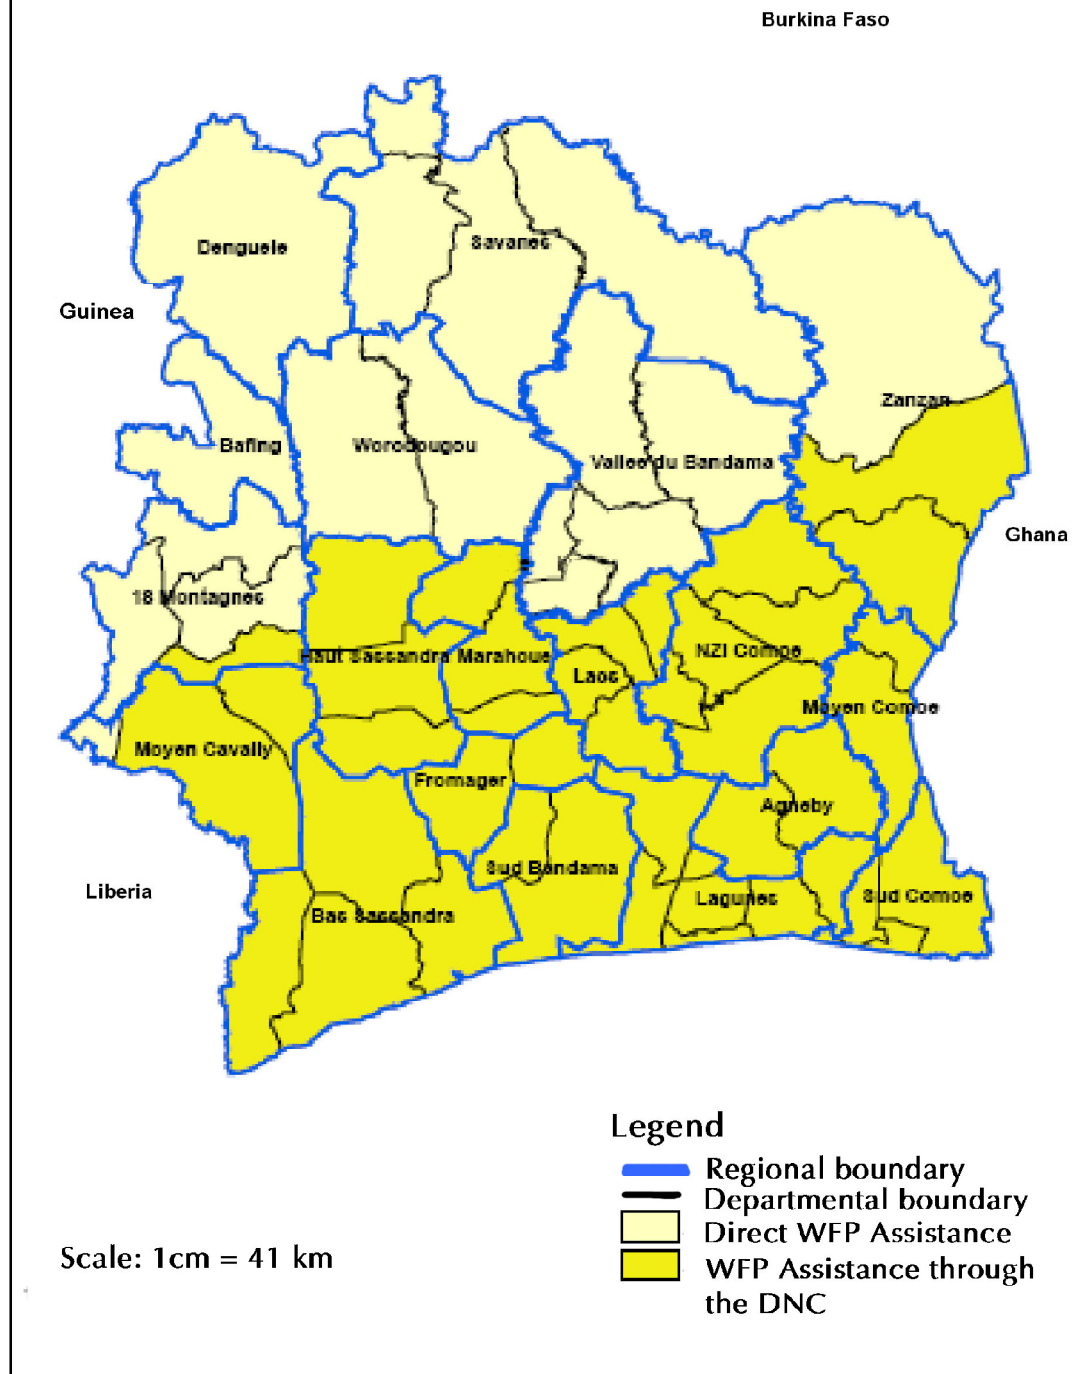 Burkina Faso
Denguele
Savanes
Guinea
Zanzan
Bafing
Worodougou
Vallee du Bandama
Ghana
18 Montagnes
Haut Sassandra
Marahoue
NZI Comoe
Laos
Moyen Comoe
Moyen Cavally
Fromager
Agneby
Sud Bandama
Liberia
Lagunes
Sud Comoe
Bas Sassandra
Legend
Regional boundary
Departmental boundary
Direct WFP Assistance
Scale: 1cm = 41 km
WFP Assistance through
the DNC